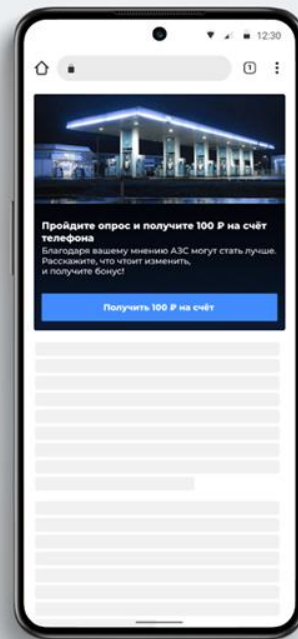 12:30
1
Пройдите опрос и получите 100 ₽ на счёт
телефона
Благодаря вашему мнению АЗС могут стать лучше.
Расскажите, что чтоит изменить,
и получите бонус!
Получить 100 ₽ на счёт